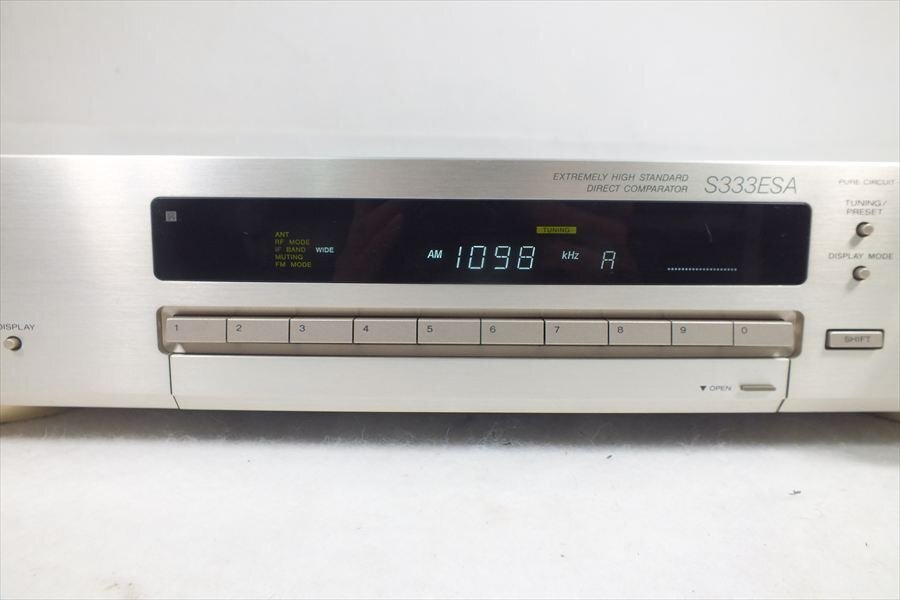 EXTREMELY HIGH STANDARD
DIRECT COMPARATOR
S333ESA
PURE CIRCUIT
TUNING/
PRESET
DISPLAY MODE
TUNING
ANT
RF MODE
IF BAND WIDE
MUTING
FM MODE
AM 1098 kHz A
DISPLAY
1 2 3 4 5 6 7 8 9 0
SHIFT
▼ OPEN